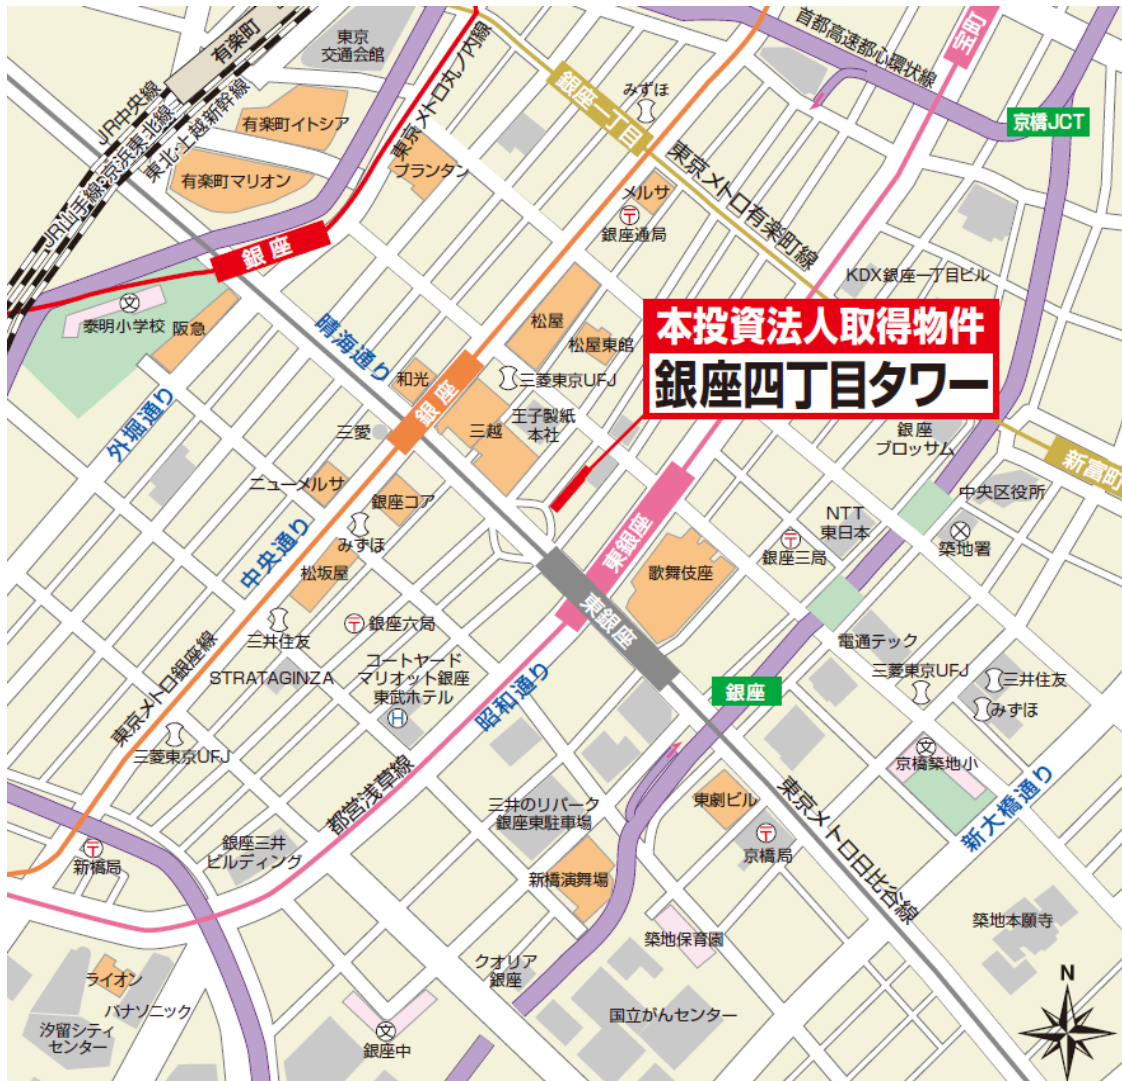 有楽町
東京
交通会館
首都高速都心環状線
宝町
JR中央線
JR山手線・京浜東北線
東北・上越新幹線
有楽町イトシア
東京メトロ丸ノ内線
銀座一丁目
みずほ
京橋JCT
有楽町マリオン
プランタン
メルサ
銀座通局
東京メトロ有楽町線
銀座
KDX銀座一丁目ビル
泰明小学校
阪急
晴海通り
松屋
松屋東館
本投資法人取得物件
銀座四丁目タワー
外堀通り
和光
銀座
三菱東京UFJ
三愛
三越
王子製紙
本社
銀座
ブロッサム
新富町
ニューメルサ
銀座コア
中央区役所
みずほ
中央通り
東銀座
NTT
東日本
築地署
松坂屋
歌舞伎座
銀座三局
三井住友
銀座六局
東銀座
電通テック
STRATAGINZA
コートヤード
マリオット銀座
東武ホテル
H
昭和通り
銀座
三菱東京UFJ
三井住友
みずほ
東京メトロ銀座線
三菱東京UFJ
京橋築地小
都営浅草線
三井のリパーク
銀座東駐車場
東劇ビル
東京メトロ日比谷線
新大橋通り
新橋局
銀座三井
ビルディング
京橋局
新橋演舞場
築地本願寺
築地保育園
クオリア
銀座
ライオン
パナソニック
汐留シティ
センター
銀座中
国立がんセンター
N